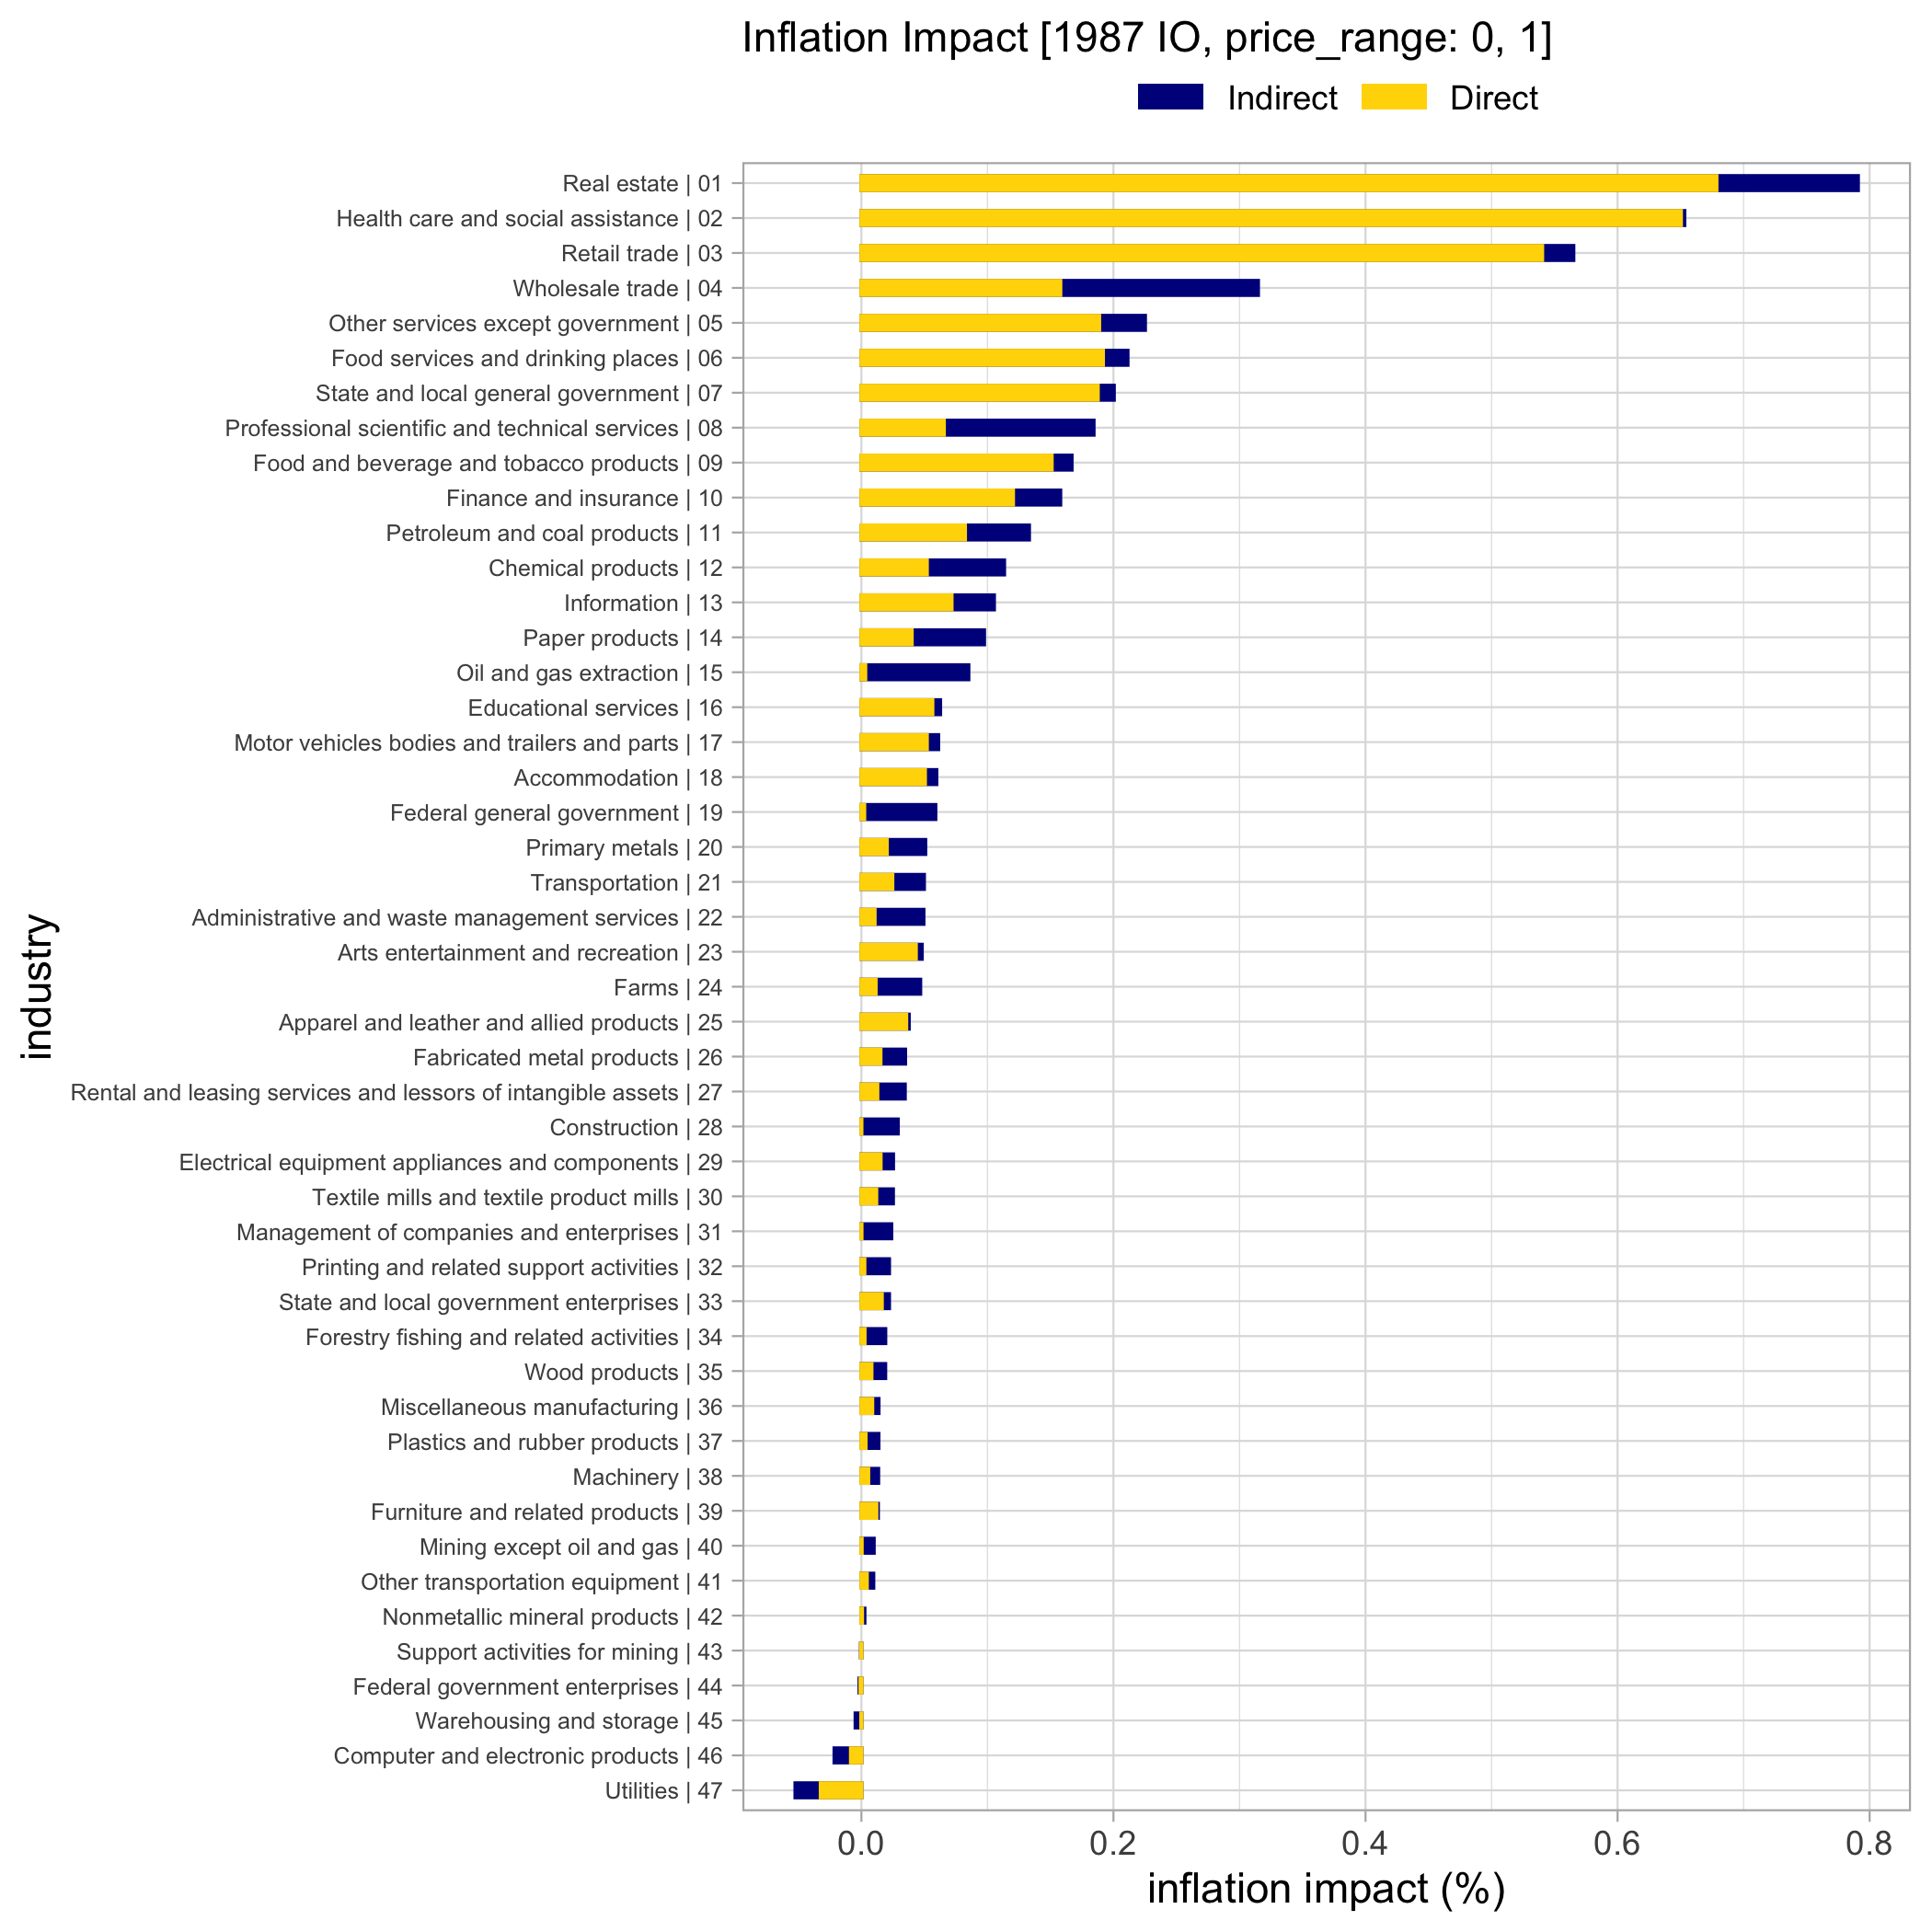 Inflation Impact [1987 IO, price_range: 0, 1]
Indirect Direct
Real estate | 01
Health care and social assistance | 02
Retail trade | 03
Wholesale trade | 04
Other services except government | 05
Food services and drinking places | 06
State and local general government | 07
Professional scientific and technical services | 08
Food and beverage and tobacco products | 09
Finance and insurance | 10
Petroleum and coal products | 11
Chemical products | 12
Information | 13
Paper products | 14
Oil and gas extraction | 15
Educational services | 16
Motor vehicles bodies and trailers and parts | 17
Accommodation | 18
Federal general government | 19
Primary metals | 20
Transportation | 21
Administrative and waste management services | 22
Arts entertainment and recreation | 23
Farms | 24
Apparel and leather and allied products | 25
Fabricated metal products | 26
Rental and leasing services and lessors of intangible assets | 27
Construction | 28
Electrical equipment appliances and components | 29
Textile mills and textile product mills | 30
Management of companies and enterprises | 31
Printing and related support activities | 32
State and local government enterprises | 33
Forestry fishing and related activities | 34
Wood products | 35
Miscellaneous manufacturing | 36
Plastics and rubber products | 37
Machinery | 38
Furniture and related products | 39
Mining except oil and gas | 40
Other transportation equipment | 41
Nonmetallic mineral products | 42
Support activities for mining | 43
Federal government enterprises | 44
Warehousing and storage | 45
Computer and electronic products | 46
Utilities | 47
industry
0.0 0.2 0.4 0.6 0.8
inflation impact (%)